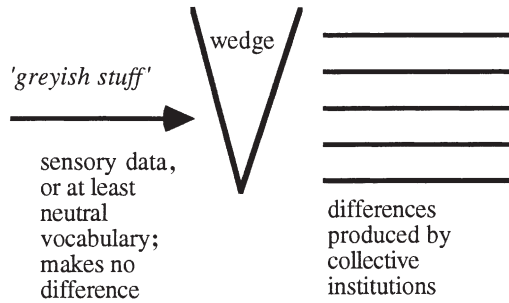 wedge
'greyish stuff'
sensory data,
or at least
neutral
vocabulary;
makes no
difference
differences
produced by
collective
institutions